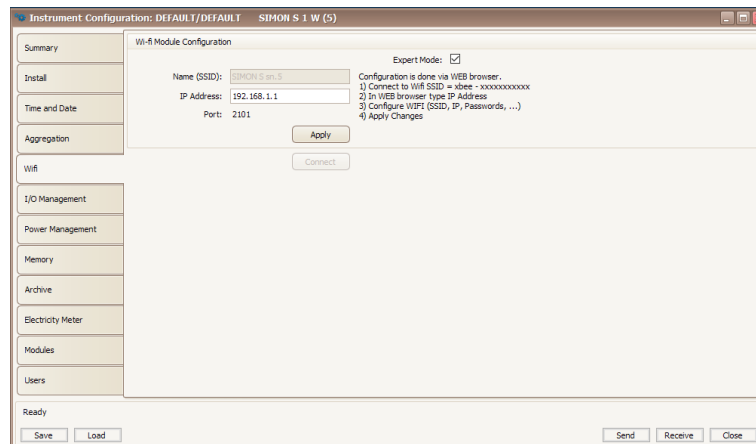 Instrument Configuration: DEFAULT/DEFAULT SIMON S 1 W (5)
Summary
Install
Time and Date
Aggregation
Wifi
I/O Management
Power Management
Memory
Archive
Electricity Meter
Modules
Users
Wi-fi Module Configuration
Expert Mode:
Name (SSID): SIMON S sn.5
IP Address: 192.168.1.1
Port: 2101
Apply
Connect
Configuration is done via WEB browser.
1) Connect to Wifi SSID = xbee - xxxxxxxxxxx
2) In WEB browser type IP Address
3) Configure WIFI (SSID, IP, Passwords, ...)
4) Apply Changes
Ready
Save Load Send Receive Close